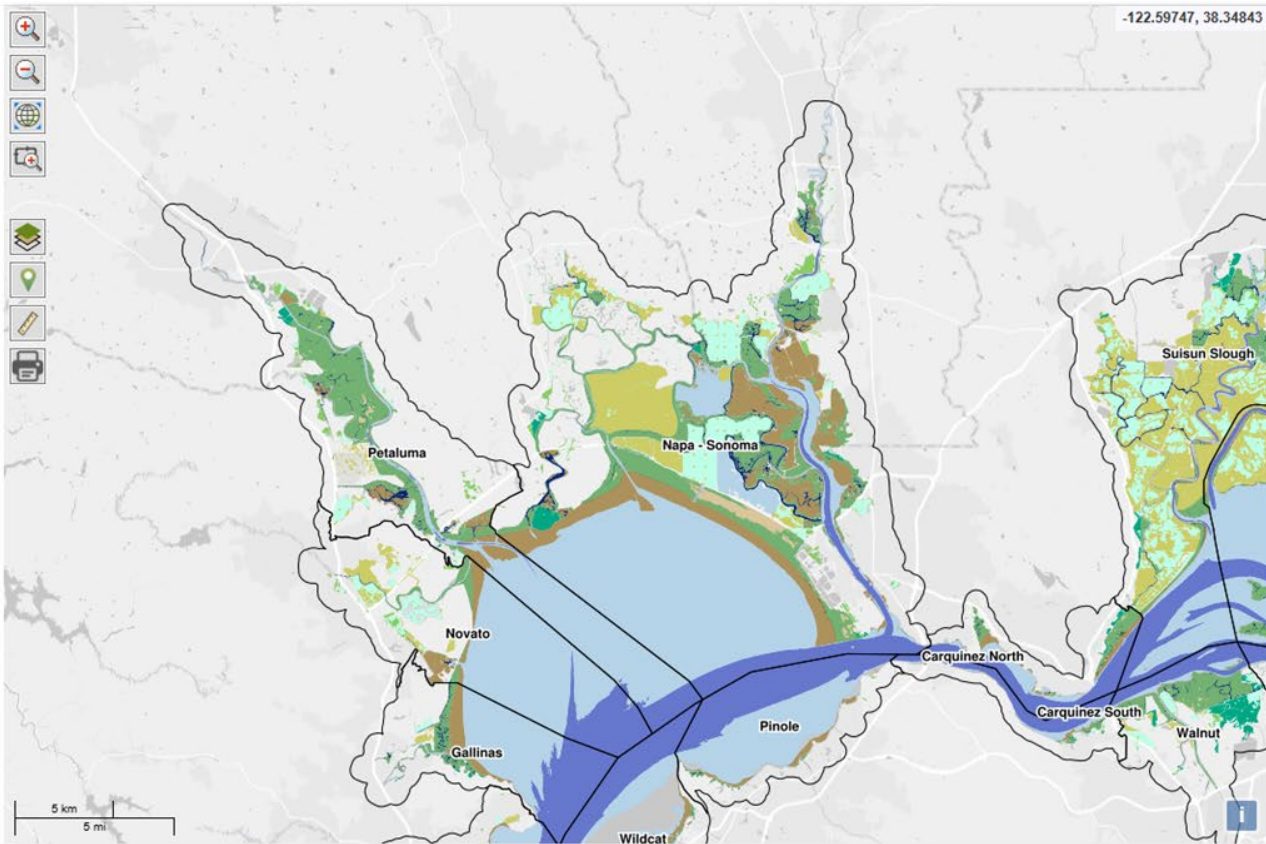 -122.59747, 38.34843
Suisun Slough
Napa - Sonoma
Petaluma
Novato
Carquinez North
Carquinez South
Pinole
Walnut
Gallinas
5 km
5 mi
i
Wildcat